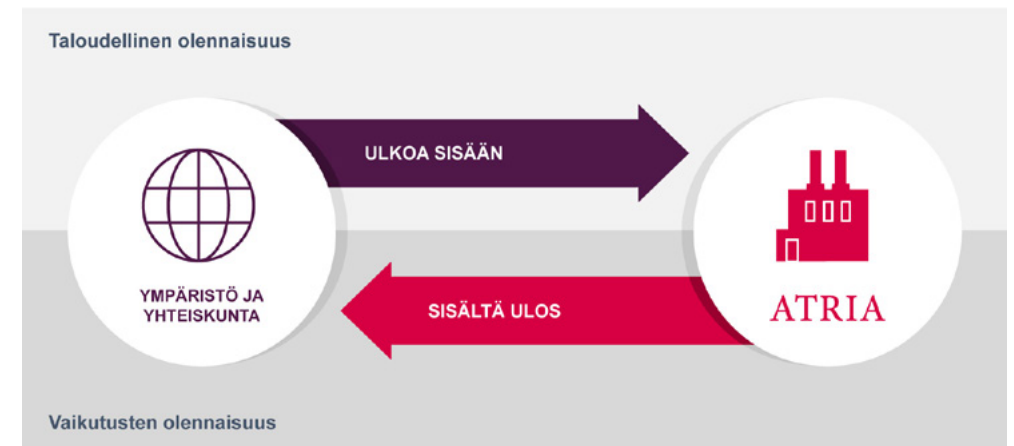 Taloudellinen olennaisuus
ULKOA SISÄÄN
YMPÄRISTÖ JA
YHTEISKUNTA
SISÄLTÄ ULOS
ATRIA
Vaikutusten olennaisuus